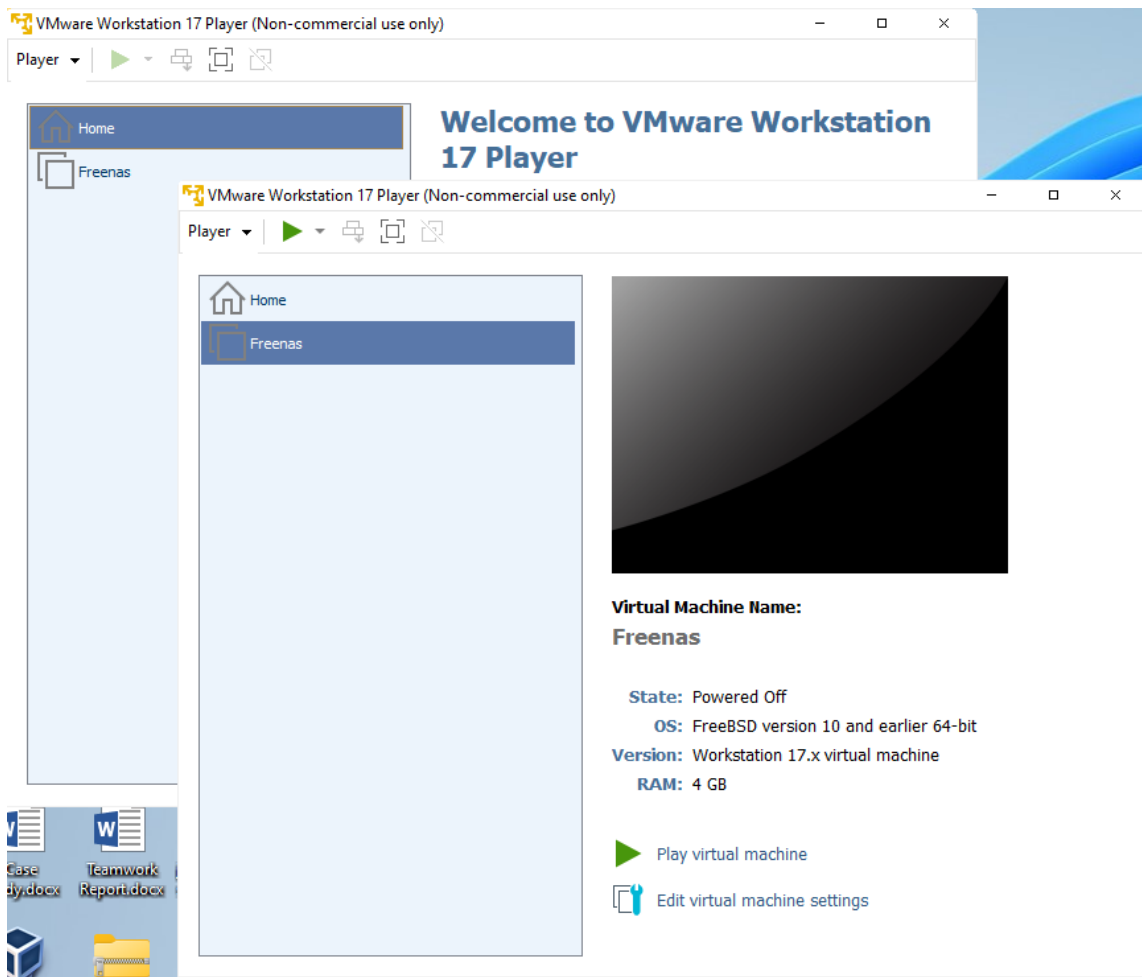 VMware Workstation 17 Player (Non-commercial use only)
Player
Home
Freenas
Welcome to VMware Workstation
17 Player
VMware Workstation 17 Player (Non-commercial use only)
Player
Home
Freenas
Virtual Machine Name:
Freenas
State: Powered Off
OS: FreeBSD version 10 and earlier 64-bit
Version: Workstation 17.x virtual machine
RAM: 4 GB
Play virtual machine
Edit virtual machine settings
W
W
Case
dy.docx
Teamwork
Report.docx